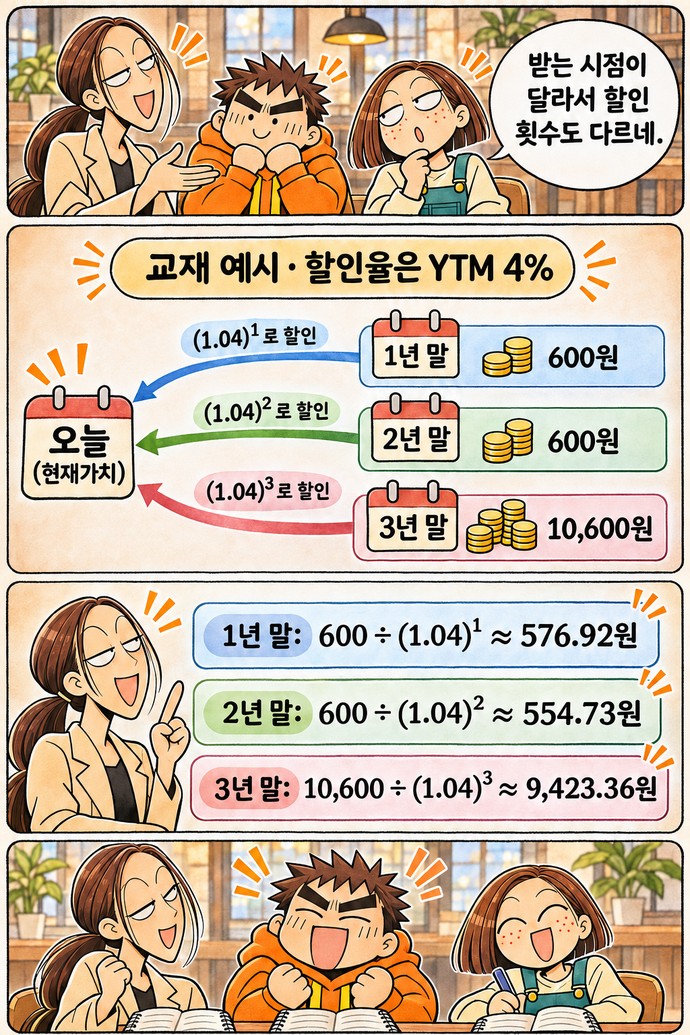 받는 시점이
달라서 할인
횟수도 다르네.
교재 예시 · 할인율은 YTM 4%
(1.04)¹로 할인
1년 말
600원
(1.04)²로 할인
2년 말
600원
오늘
(현재가치)
(1.04)³로 할인
3년 말
10,600원
1년 말: 600 ÷ (1.04)¹ ≈ 576.92원
2년 말: 600 ÷ (1.04)² ≈ 554.73원
3년 말: 10,600 ÷ (1.04)³ ≈ 9,423.36원